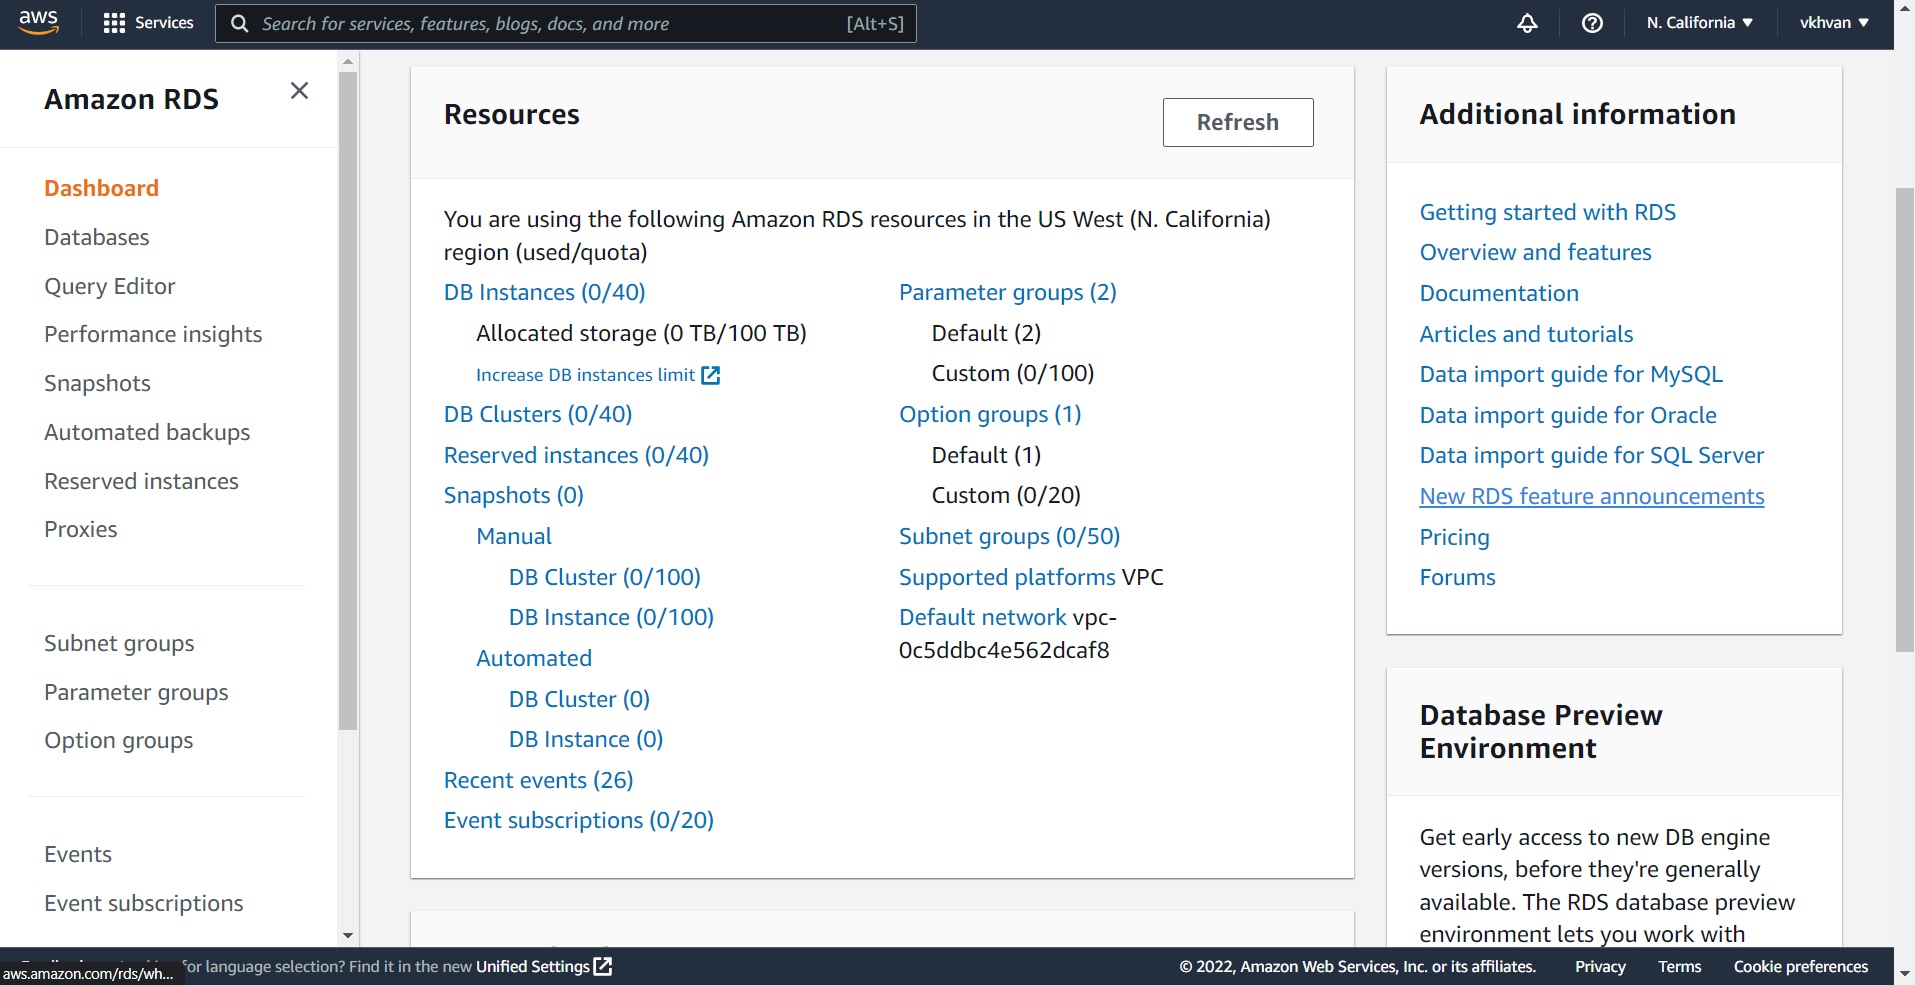 aws
Services
Search for services, features, blogs, docs, and more
[Alt+S]
N. California
vkhvan
Amazon RDS
Dashboard
Databases
Query Editor
Performance insights
Snapshots
Automated backups
Reserved instances
Proxies
Subnet groups
Parameter groups
Option groups
Events
Event subscriptions
Resources
Refresh
You are using the following Amazon RDS resources in the US West (N. California)
region (used/quota)
DB Instances (0/40)
Allocated storage (0 TB/100 TB)
Increase DB instances limit
DB Clusters (0/40)
Reserved instances (0/40)
Snapshots (0)
Manual
DB Cluster (0/100)
DB Instance (0/100)
Automated
DB Cluster (0)
DB Instance (0)
Recent events (26)
Event subscriptions (0/20)
Parameter groups (2)
Default (2)
Custom (0/100)
Option groups (1)
Default (1)
Custom (0/20)
Subnet groups (0/50)
Supported platforms VPC
Default network vpc-
0c5ddbc4e562dcaf8
Additional information
Getting started with RDS
Overview and features
Documentation
Articles and tutorials
Data import guide for MySQL
Data import guide for Oracle
Data import guide for SQL Server
New RDS feature announcements
Pricing
Forums
Database Preview
Environment
Get early access to new DB engine
versions, before they're generally
available. The RDS database preview
environment lets you work with
for language selection? Find it in the new Unified Settings
aws.amazon.com/rds/wh...
© 2022, Amazon Web Services, Inc. or its affiliates.
Privacy
Terms
Cookie preferences